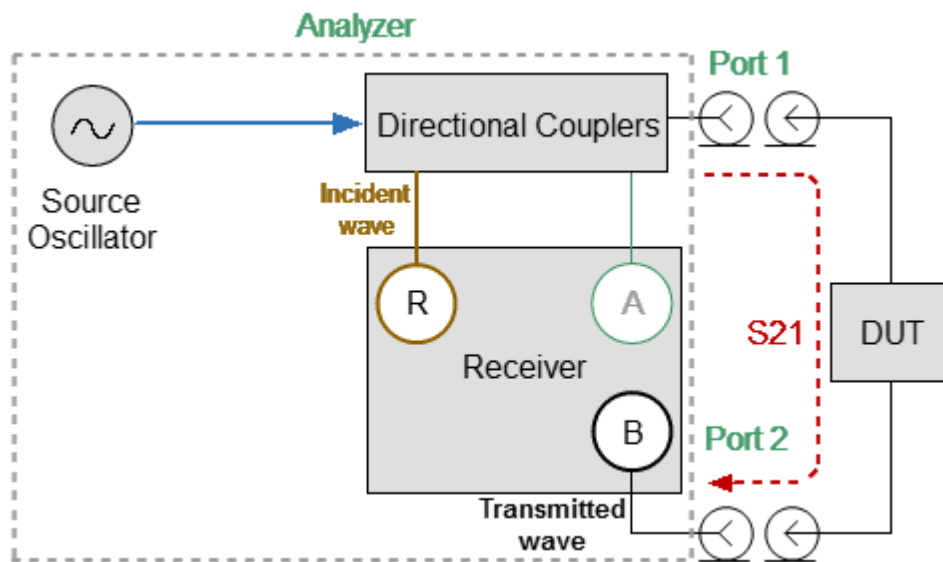 Analyzer
Port 1
Directional Couplers
Source
Oscillator
Incident
wave
R
A
S21
DUT
Receiver
B
Port 2
Transmitted
wave